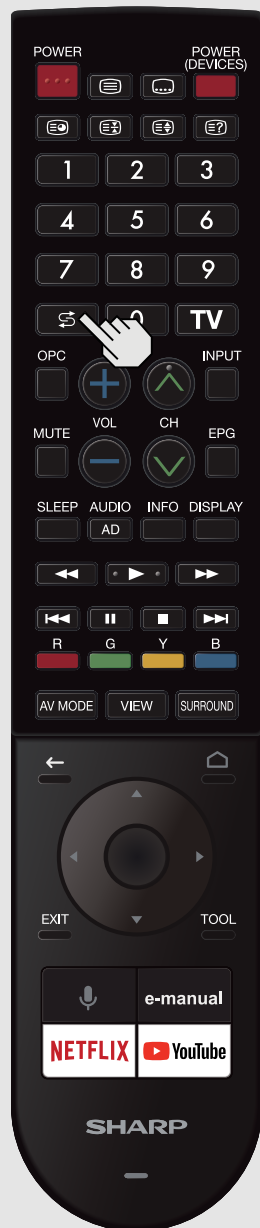 POWER
POWER
(DEVICES)
1 2 3
4 5 6
7 8 9
0 TV
OPC INPUT
VOL CH
MUTE EPG
SLEEP AUDIO INFO DISPLAY
AD
R G Y B
AV MODE VIEW SURROUND
EXIT TOOL
e-manual
NETFLIX YouTube
SHARP